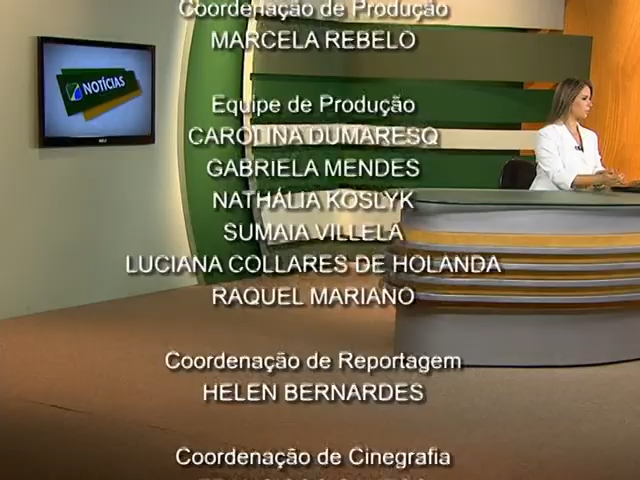 Coordenação de Produção
MARCELA REBELO
NOTÍCIAS
Equipe de Produção
CAROLINA DUMARESQ
GABRIELA MENDES
NATHÁLIA KOSLYK
SUMAIA VILLELA
LUCIANA COLLARES DE HOLANDA
RAQUEL MARIANO
Coordenação de Reportagem
HELEN BERNARDES
Coordenação de Cinegrafia